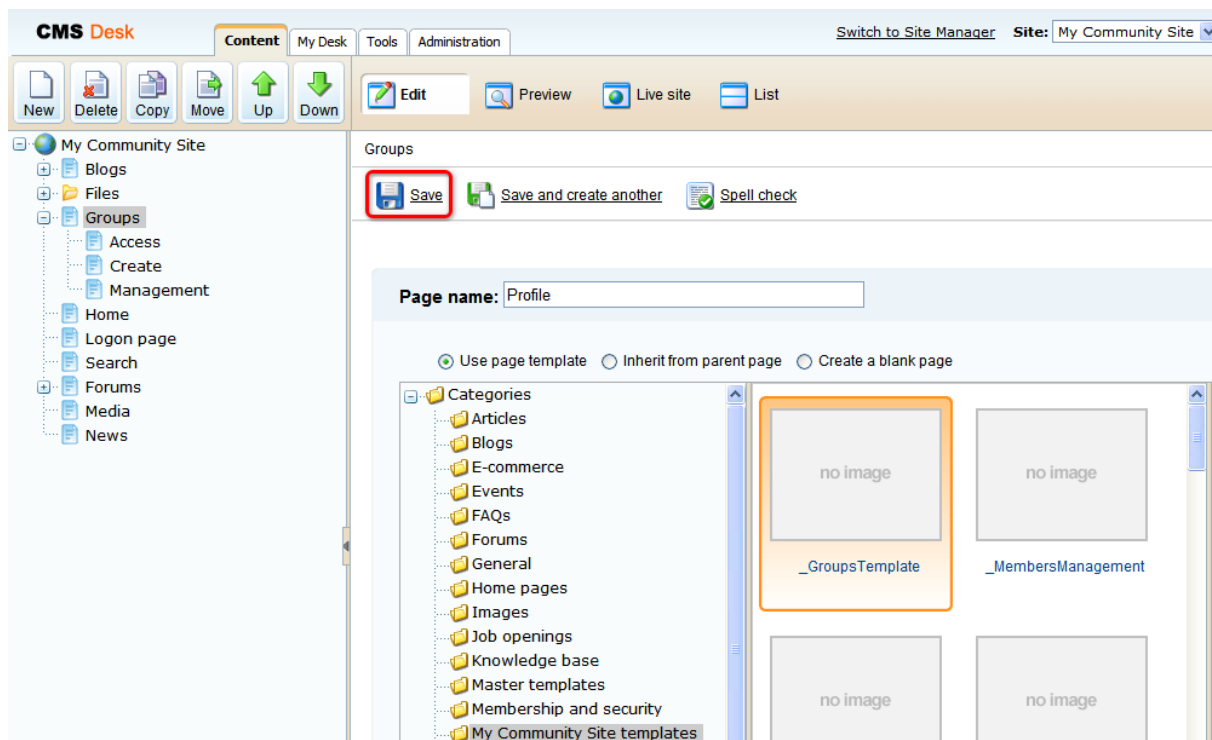 CMS Desk
Content
My Desk
Tools
Administration
Switch to Site Manager
Site: My Community Site
New
Delete
Copy
Move
Up
Down
Edit
Preview
Live site
List
My Community Site
Blogs
Files
Groups
Access
Create
Management
Home
Logon page
Search
Forums
Media
News
Groups
Save
Save and create another
Spell check
Page name: Profile
Use page template
Inherit from parent page
Create a blank page
Categories
Articles
Blogs
E-commerce
Events
FAQs
Forums
General
Home pages
Images
Job openings
Knowledge base
Master templates
Membership and security
My Community Site templates
no image
no image
_GroupsTemplate
_MembersManagement
no image
no image